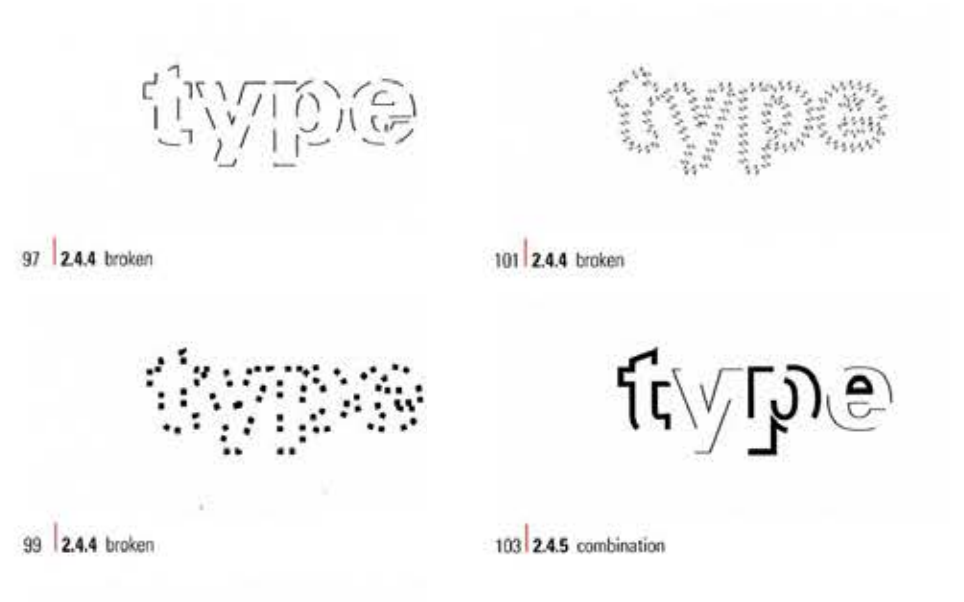 type
97 2.4.4 broken
type
101 2.4.4 broken
type
99 2.4.4 broken
type
103 2.4.5 combination